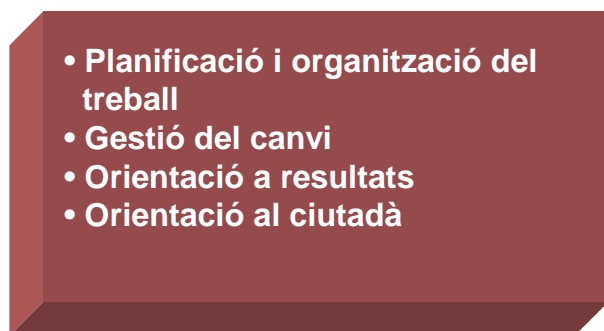 • Planificació i organització del
treball
• Gestió del canvi
• Orientació a resultats
• Orientació al ciutadà